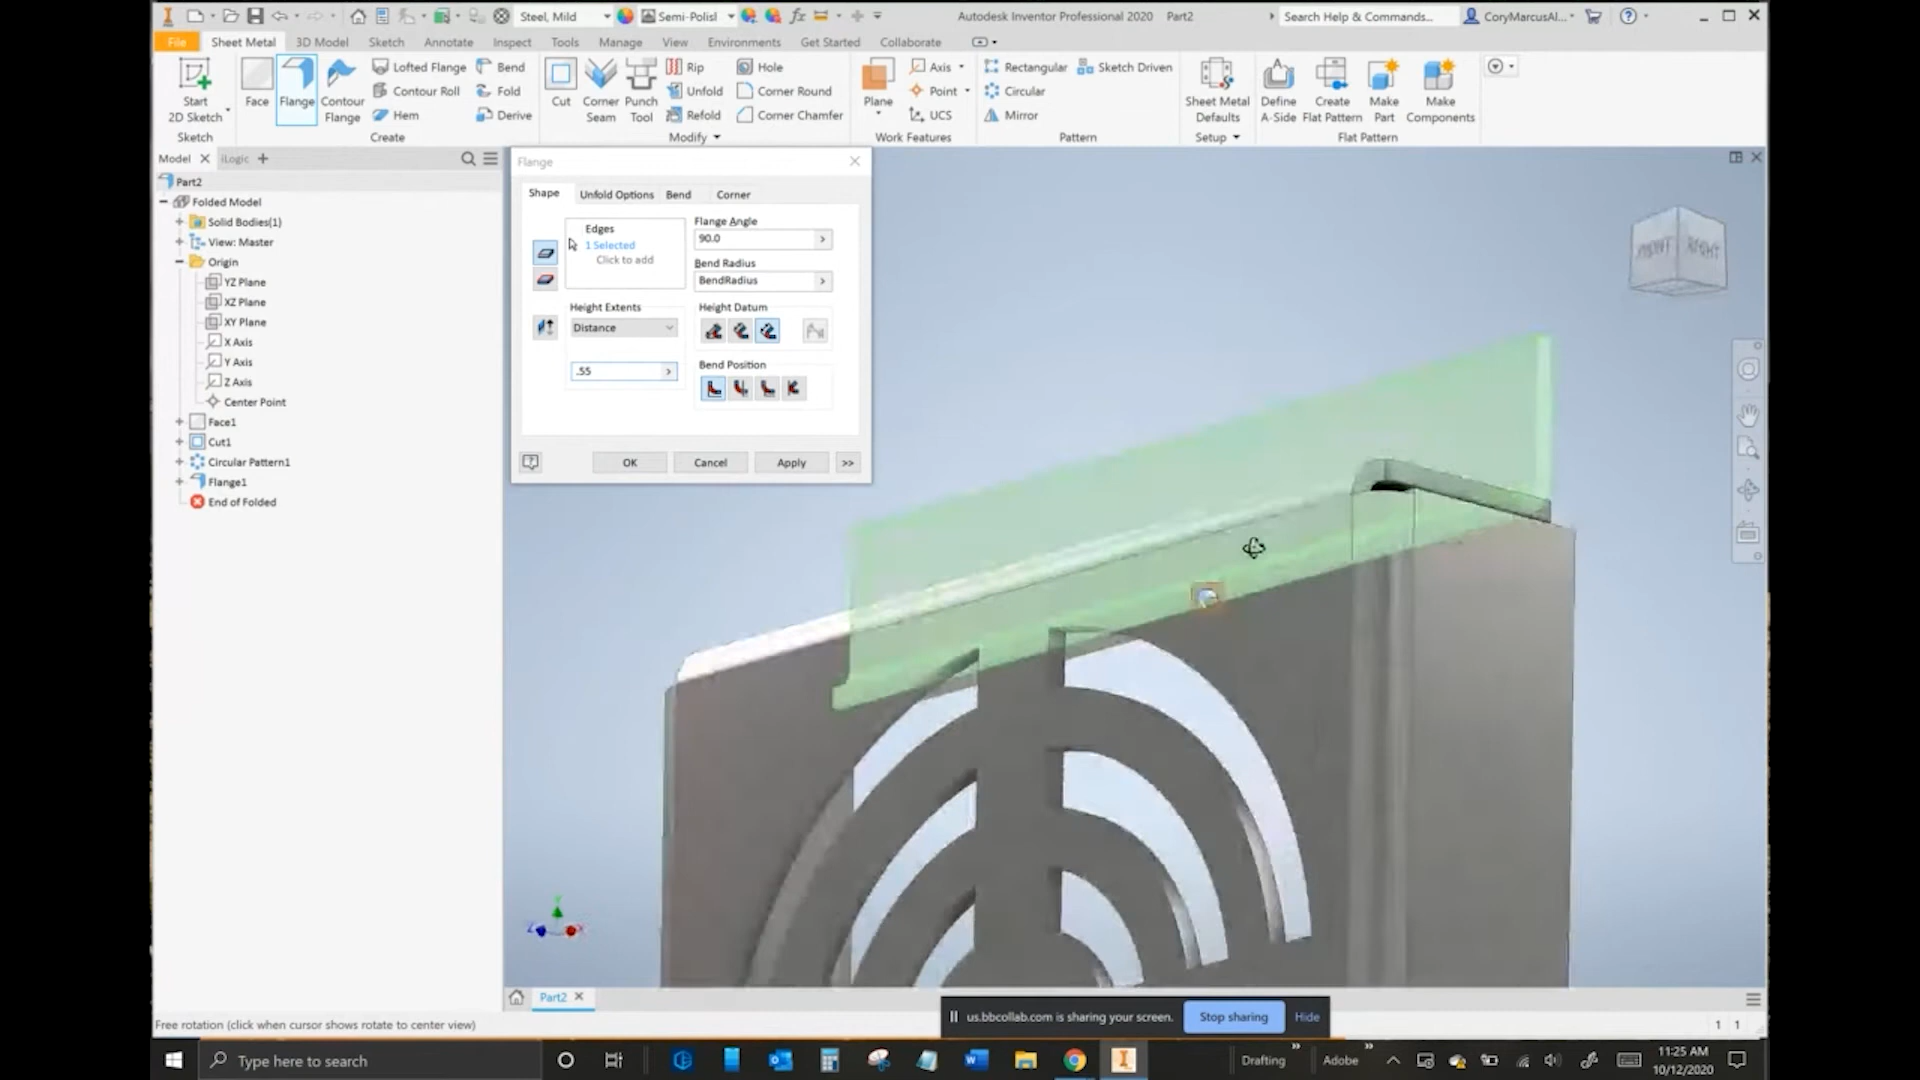 Steel, Mild
Semi-Polisl
Autodesk Inventor Professional 2020 Part2
Search Help & Commands...
CoryMarcusAl...
File Sheet Metal 3D Model Sketch Annotate Inspect Tools Manage View Environments Get Started Collaborate
Start
2D Sketch
Sketch
Face
Flange
Contour
Flange
Lofted Flange
Contour Roll
Hem
Bend
Fold
Derive
Create
Cut
Corner
Seam
Punch
Tool
Rip
Unfold
Refold
Hole
Corner Round
Corner Chamfer
Modify
Plane
Axis
Point
UCS
Work Features
Rectangular
Circular
Mirror
Sketch Driven
Pattern
Sheet Metal
Defaults
Setup
Define
A-Side
Create
Flat Pattern
Make
Part
Make
Components
Flat Pattern
Model
iLogic
Part2
Folded Model
Solid Bodies(1)
View: Master
Origin
YZ Plane
XZ Plane
XY Plane
X Axis
Y Axis
Z Axis
Center Point
Face1
Cut1
Circular Pattern1
Flange1
End of Folded
Flange
Shape Unfold Options Bend Corner
Edges
1 Selected
Click to add
Flange Angle
90.0
Bend Radius
BendRadius
Height Extents
Distance
.55
Height Datum
Bend Position
OK Cancel Apply >>
FRONT RIGHT
Part2
us.bbcollab.com is sharing your screen.
Stop sharing
Hide
Free rotation (click when cursor shows rotate to center view)
1 1
Type here to search
Drafting
Adobe
11:25 AM
10/12/2020